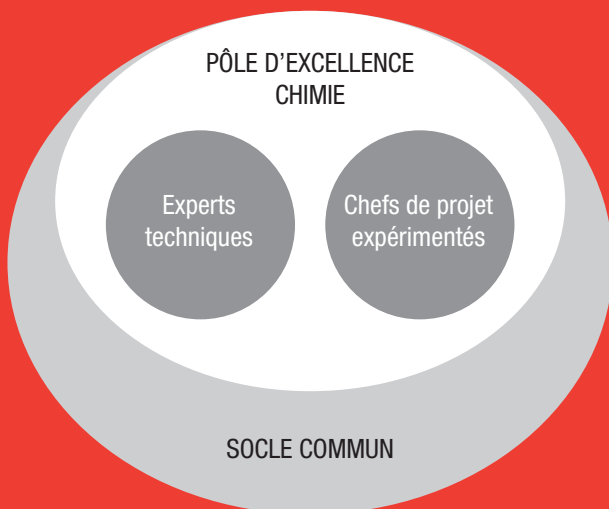 PÔLE D'EXCELLENCE
CHIMIE
Experts
techniques
Chefs de projet
expérimentés
SOCLE COMMUN